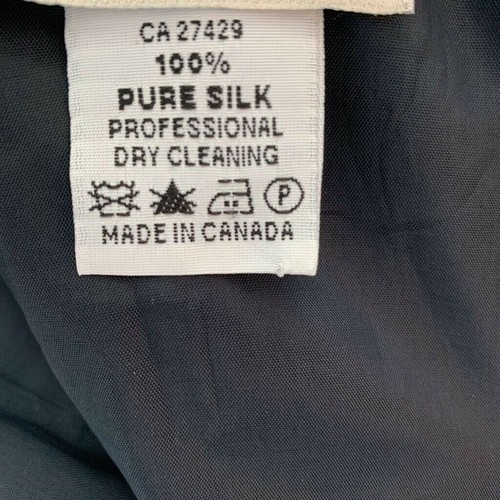 CA 27429
100%
PURE SILK
PROFESSIONAL
DRY CLEANING
P
MADE IN CANADA